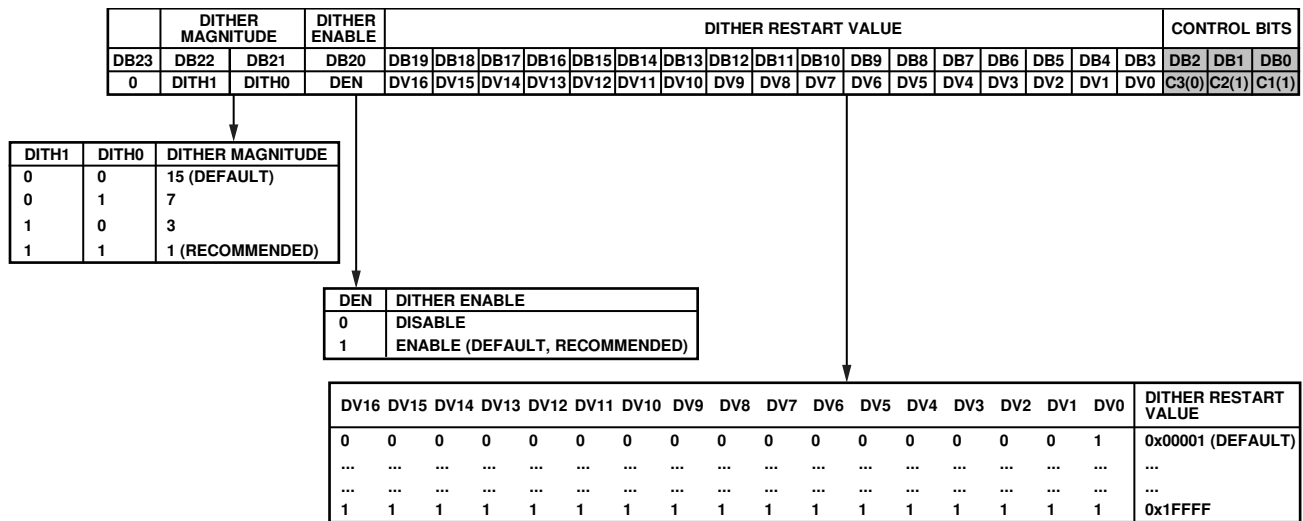 DITHER MAGNITUDE DITHER ENABLE DITHER RESTART VALUE CONTROL BITS
DB23 DB22 DB21 DB20 DB19 DB18 DB17 DB16 DB15 DB14 DB13 DB12 DB11 DB10 DB9 DB8 DB7 DB6 DB5 DB4 DB3 DB2 DB1 DB0
0 DITH1 DITH0 DEN DV16 DV15 DV14 DV13 DV12 DV11 DV10 DV9 DV8 DV7 DV6 DV5 DV4 DV3 DV2 DV1 DV0 C3(0) C2(1) C1(1)
DITH1 DITH0 DITHER MAGNITUDE
0 0 15 (DEFAULT)
0 1 7
1 0 3
1 1 1 (RECOMMENDED)
DEN DITHER ENABLE
0 DISABLE
1 ENABLE (DEFAULT, RECOMMENDED)
DV16 DV15 DV14 DV13 DV12 DV11 DV10 DV9 DV8 DV7 DV6 DV5 DV4 DV3 DV2 DV1 DV0 DITHER RESTART VALUE
0 0 0 0 0 0 0 0 0 0 0 0 0 0 0 0 1 0x00001 (DEFAULT)
... ... ... ... ... ... ... ... ... ... ... ... ... ... ... ... ... ...
... ... ... ... ... ... ... ... ... ... ... ... ... ... ... ... ... ...
1 1 1 1 1 1 1 1 1 1 1 1 1 1 1 1 1 0x1FFFF